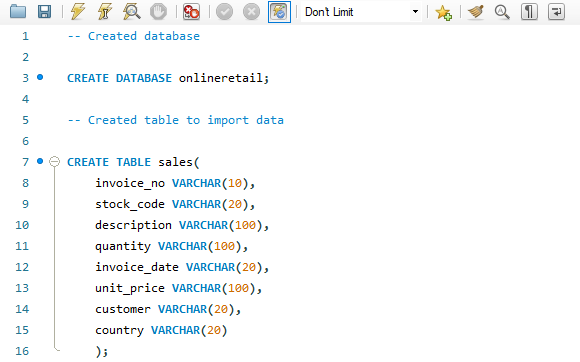 Don't Limit
1 -- Created database
2
3 CREATE DATABASE onlineretail;
4
5 -- Created table to import data
6
7 CREATE TABLE sales(
8 invoice_no VARCHAR(10),
9 stock_code VARCHAR(20),
10 description VARCHAR(100),
11 quantity VARCHAR(100),
12 invoice_date VARCHAR(20),
13 unit_price VARCHAR(100),
14 customer VARCHAR(20),
15 country VARCHAR(20)
16 );